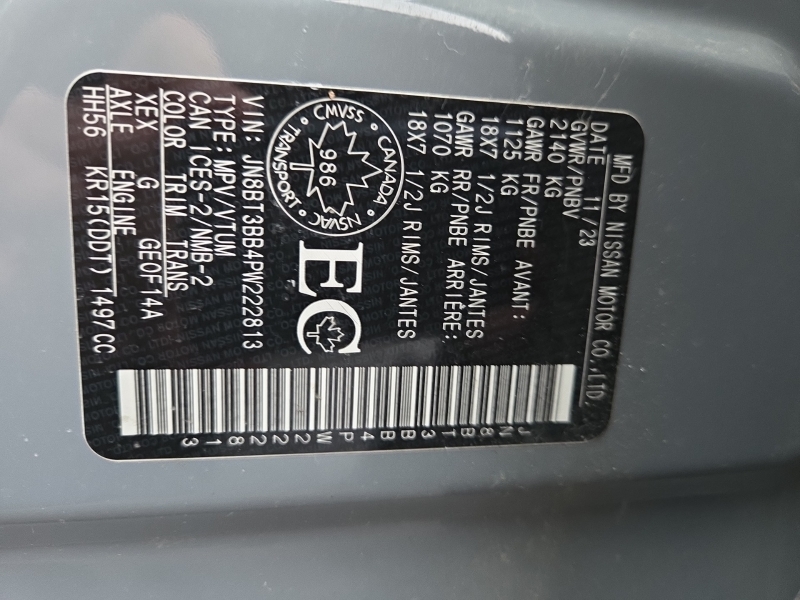 MFD BY NISSAN MOTOR CO.,LTD.
DATE 11/23
GVWR/PNBV
2140 KG
GAWR FR/PNBE AVANT:
1125 KG
18X7 1/2J RIMS/JANTES
GAWR RR/PNBE ARRIÈRE:
1070 KG
18X7 1/2J RIMS/JANTES
CMVSS
CANADA
TRANSPORT
NSVAC
986
EC
VIN: JN8BT3BB4PW222813
TYPE:MPV/VTUM
CAN ICES-2/NMB-2
COLOR TRIM TRANS
XEX G GE0F14A
AXLE ENGINE
HH56 KR15(DDT) 1497CC
JN8BT3BB4PW222813